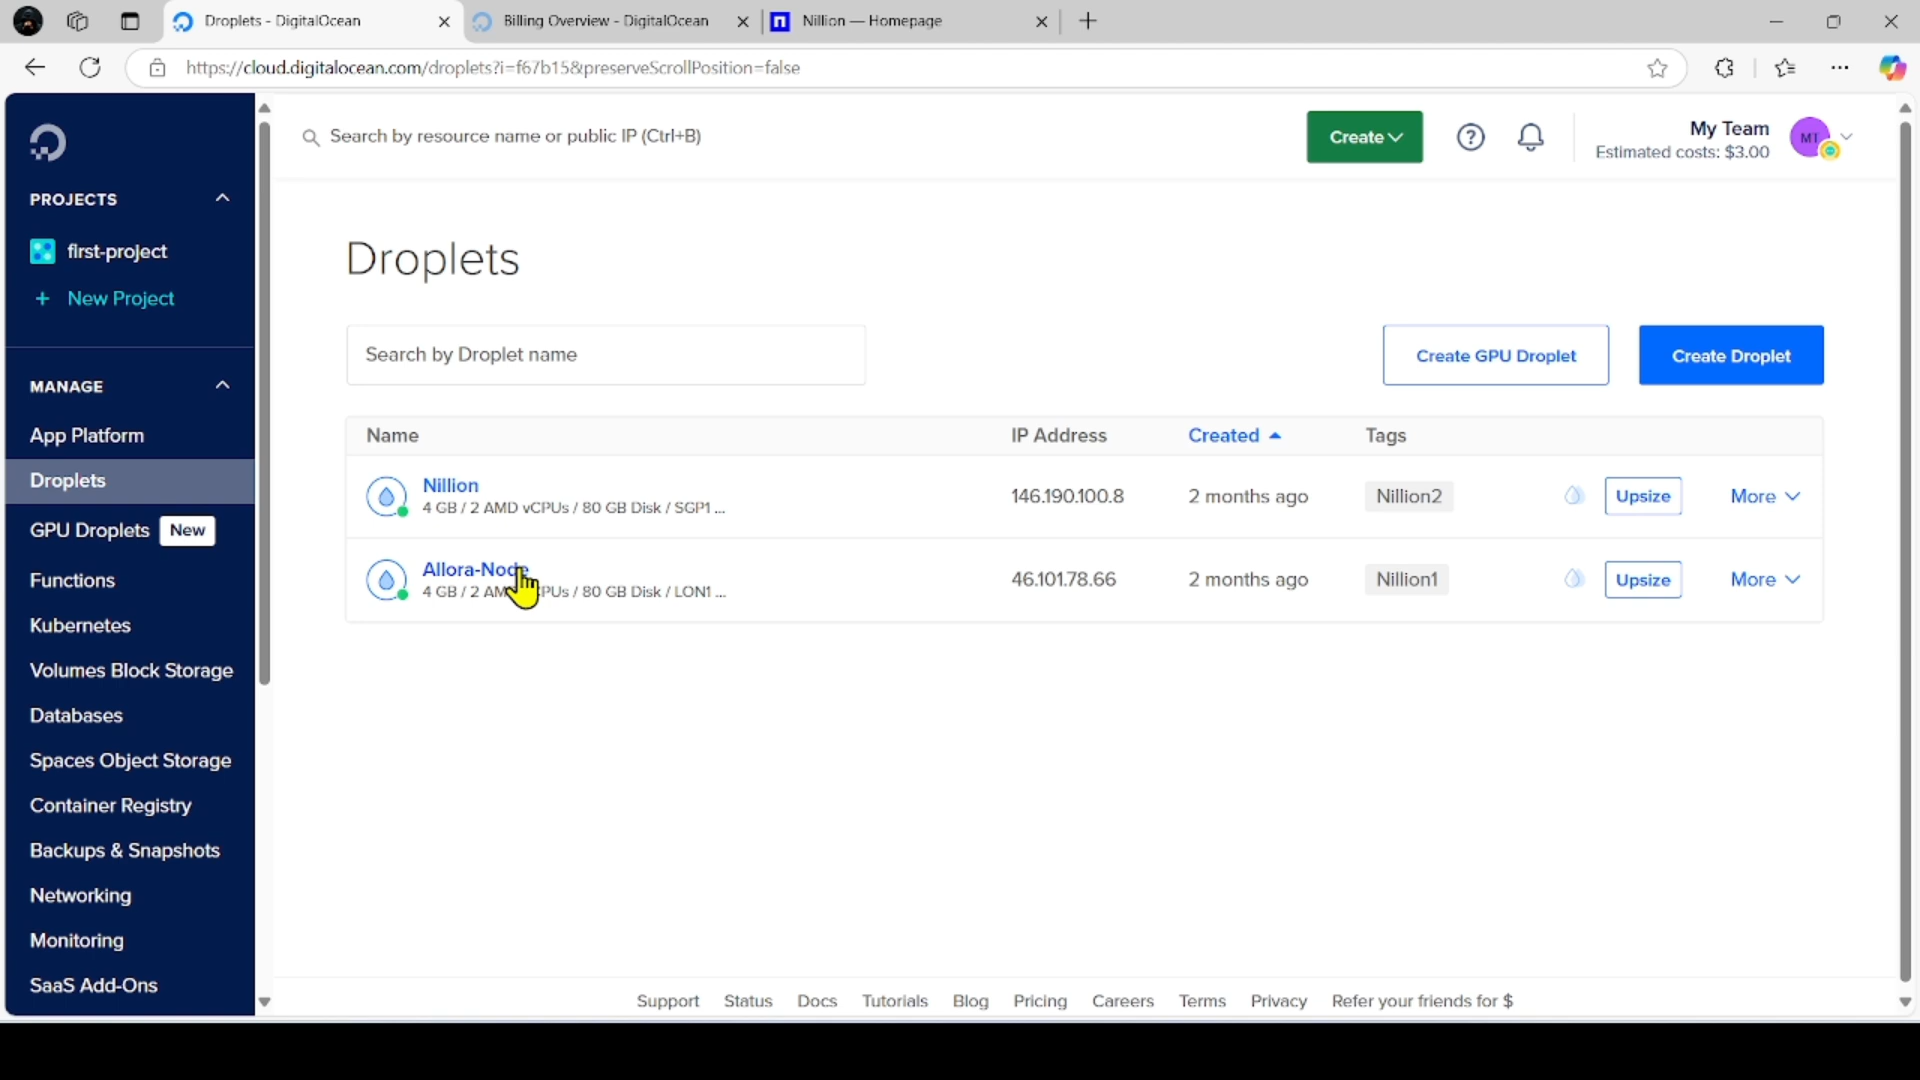 Droplets - DigitalOcean
Billing Overview - DigitalOcean
Nillion — Homepage
https://cloud.digitalocean.com/droplets?i=f67b15&preserveScrollPosition=false
Search by resource name or public IP (Ctrl+B)
Create
My Team
Estimated costs: $3.00
MT
PROJECTS
first-project
+ New Project
MANAGE
App Platform
Droplets
GPU Droplets New
Functions
Kubernetes
Volumes Block Storage
Databases
Spaces Object Storage
Container Registry
Backups & Snapshots
Networking
Monitoring
SaaS Add-Ons
Droplets
Search by Droplet name
Create GPU Droplet
Create Droplet
Name IP Address Created Tags
Nillion
4 GB / 2 AMD vCPUs / 80 GB Disk / SGP1 ...
146.190.100.8 2 months ago Nillion2 Upsize More
Allora-Node
4 GB / 2 AM PUs / 80 GB Disk / LON1 ...
46.101.78.66 2 months ago Nillion1 Upsize More
Support Status Docs Tutorials Blog Pricing Careers Terms Privacy Refer your friends for $